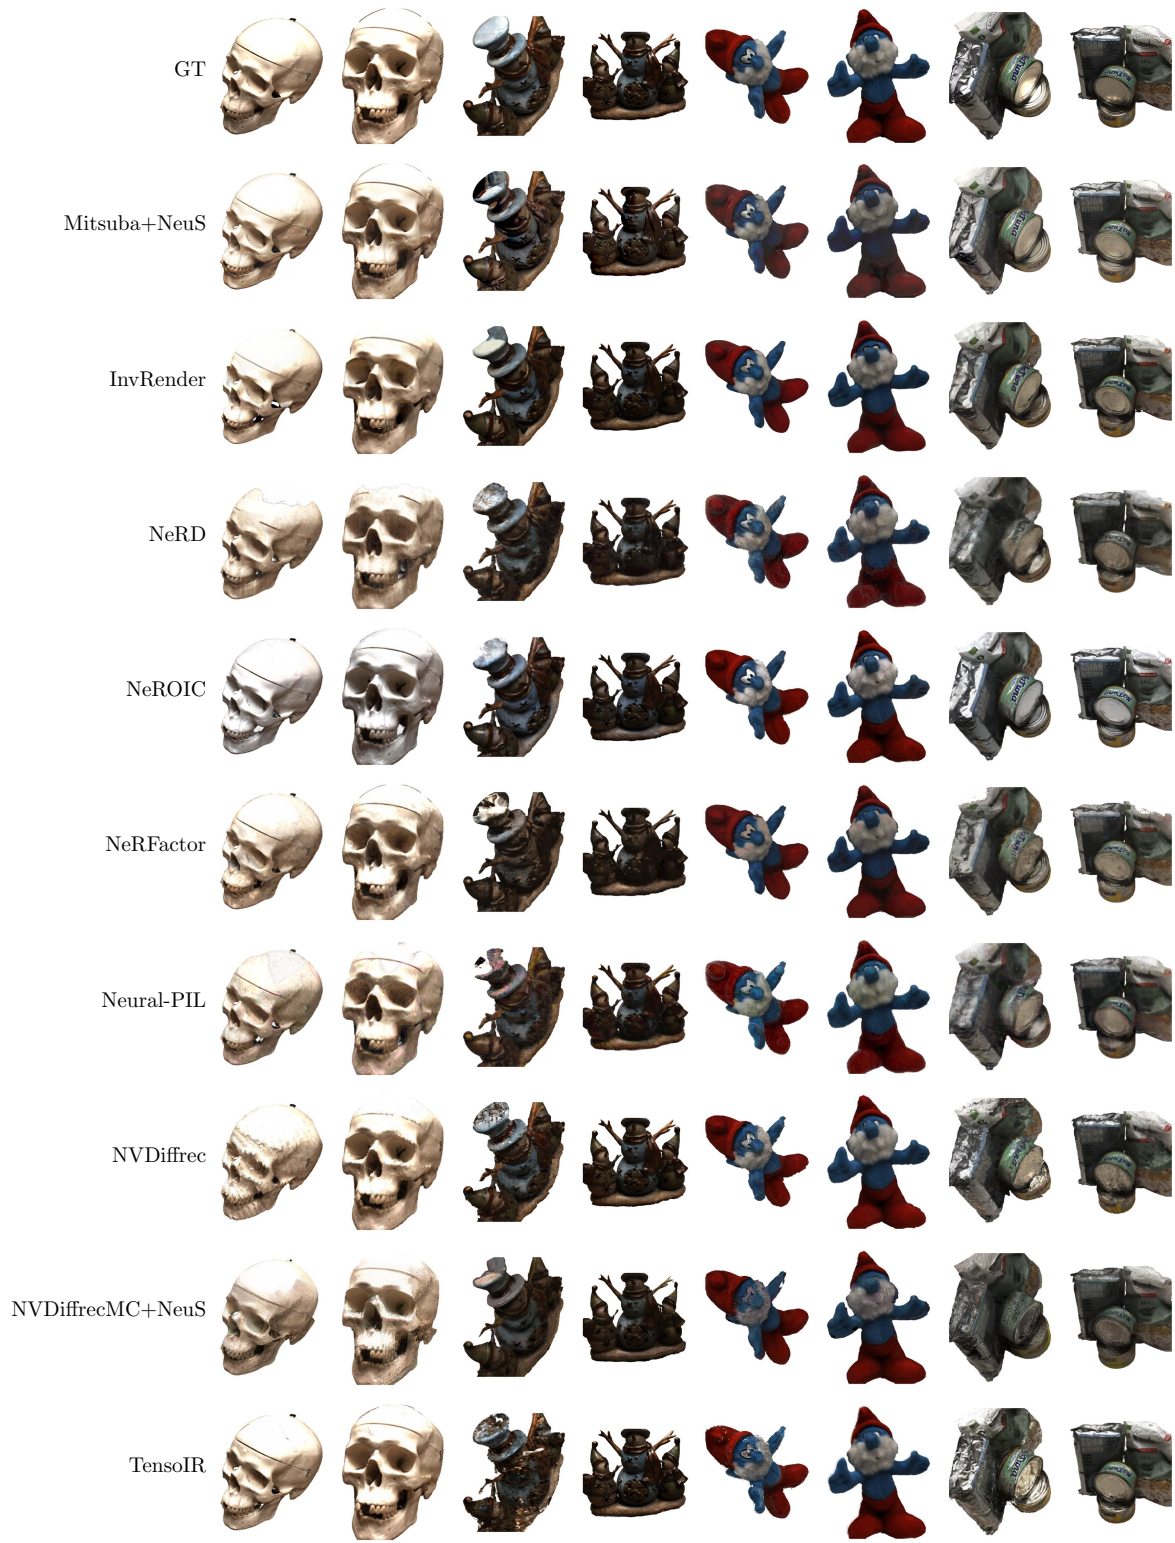 GT
Mitsuba+NeuS
InvRender
NeRD
NeROIC
NeRFactor
Neural-PIL
NVDiffrec
NVDiffrecMC+NeuS
TensoIR